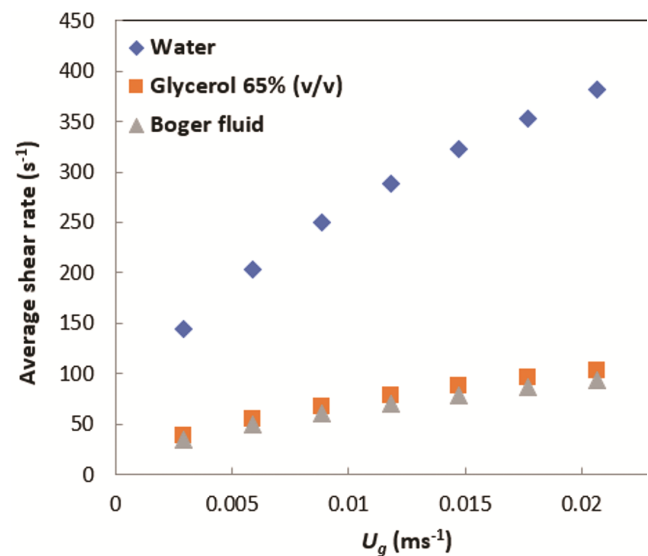 450
400
350
300
250
200
150
100
50
0
Average shear rate (s⁻¹)
Water
Glycerol 65% (v/v)
Boger fluid
0 0.005 0.01 0.015 0.02
U_g (ms⁻¹)